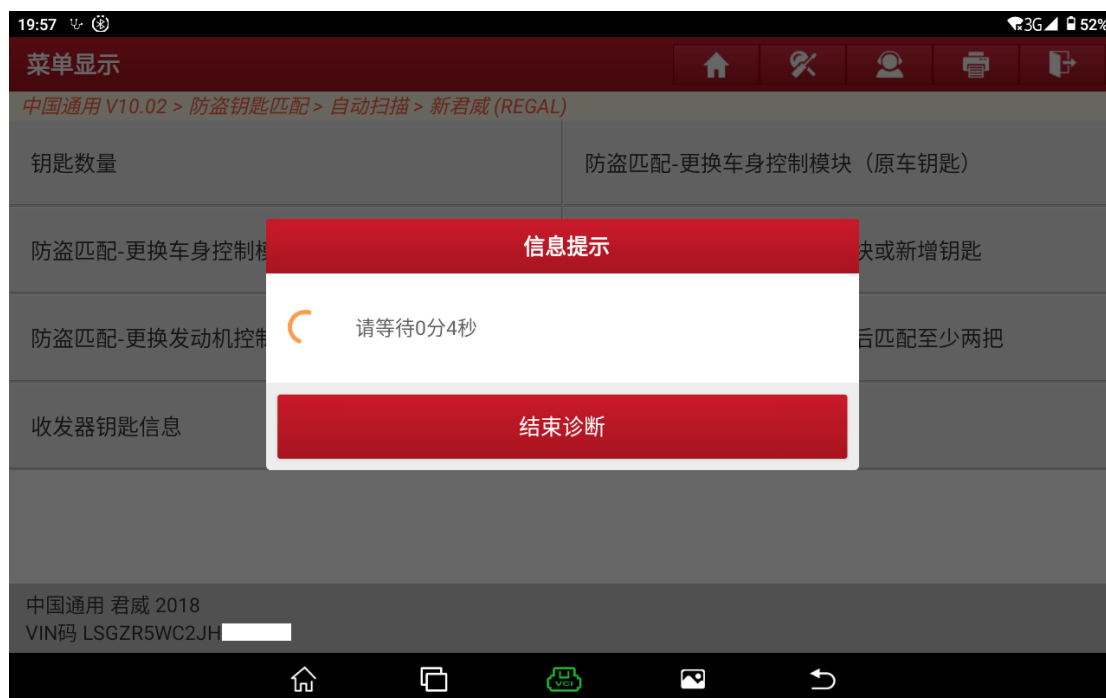 19:57
3G 52%
菜单显示
中国通用 V10.02 > 防盗钥匙匹配 > 自动扫描 > 新君威 (REGAL)
钥匙数量
防盗匹配-更换车身控制模块（原车钥匙）
防盗匹配-更换车身控制
信息提示
块或新增钥匙
请等待0分4秒
防盗匹配-更换发动机控制
后匹配至少两把
收发器钥匙信息
结束诊断
中国通用 君威 2018
VIN码 LSGZR5WC2JH
VCI